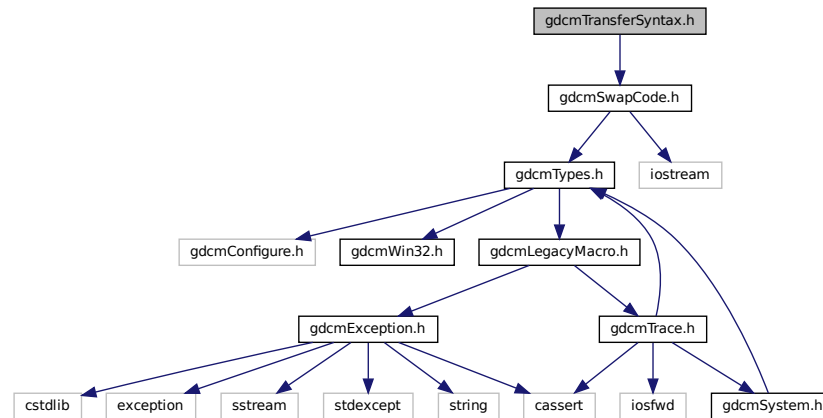 gdcmTransferSyntax.h
gdcmSwapCode.h
gdcmTypes.h
iostream
gdcmConfigure.h
gdcmWin32.h
gdcmLegacyMacro.h
gdcmException.h
gdcmTrace.h
cstdlib
exception
sstream
stdexcept
string
cassert
iosfwd
gdcmSystem.h